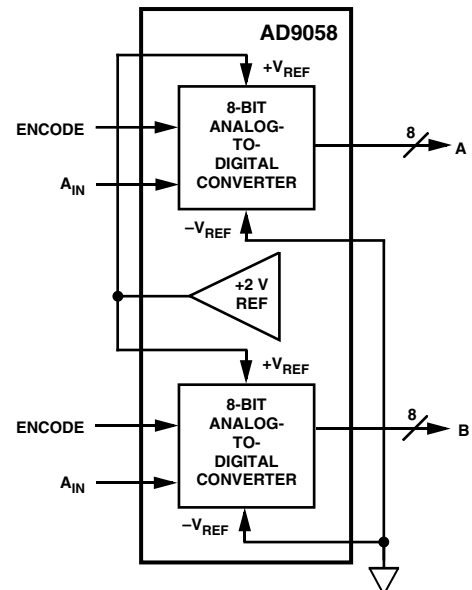 AD9058
+VREF
8-BIT
ANALOG-
TO-
DIGITAL
CONVERTER
ENCODE
AIN
8
A
−VREF
+2 V
REF
+VREF
8-BIT
ANALOG-
TO-
DIGITAL
CONVERTER
ENCODE
AIN
8
B
−VREF